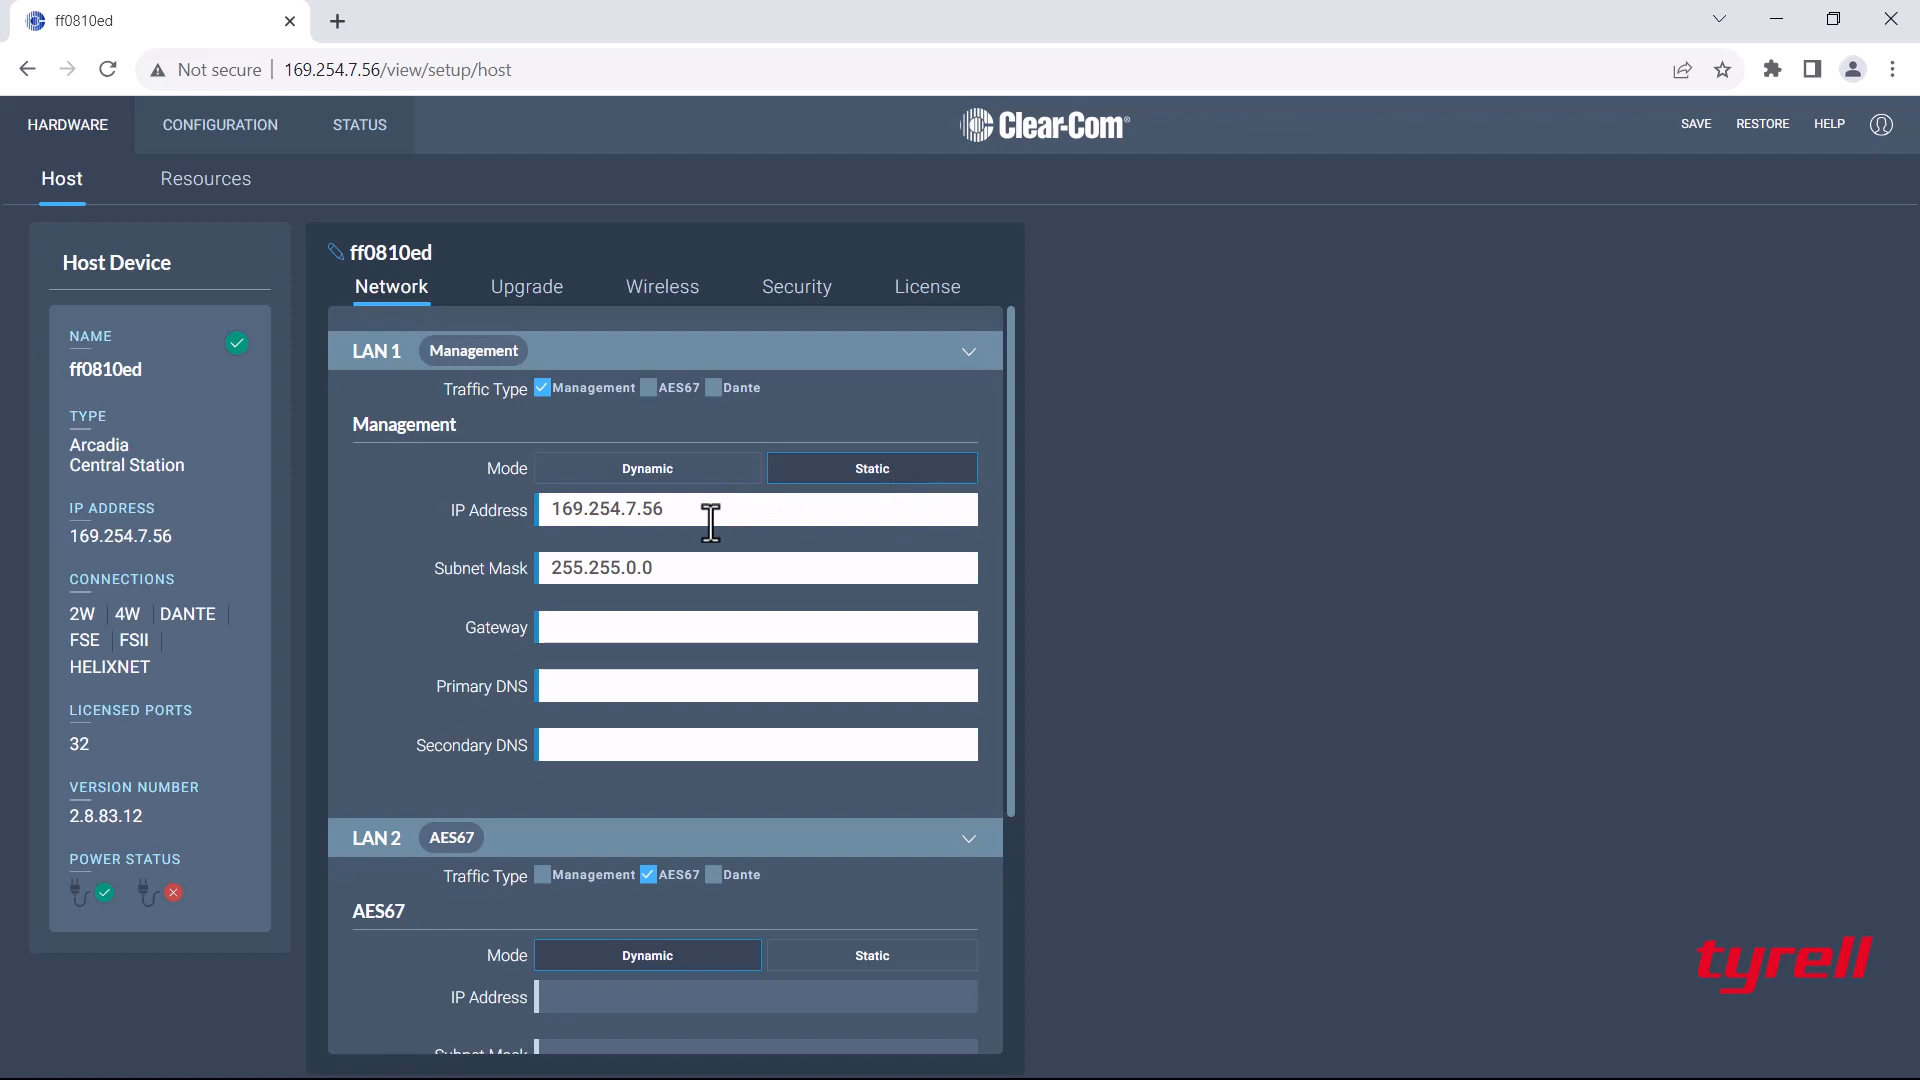 ff0810ed
Not secure
169.254.7.56/view/setup/host
HARDWARE
CONFIGURATION
STATUS
Clear-Com®
SAVE
RESTORE
HELP
Host
Resources
Host Device
NAME
ff0810ed
TYPE
Arcadia
Central Station
IP ADDRESS
169.254.7.56
CONNECTIONS
2W 4W DANTE
FSE FSII
HELIXNET
LICENSED PORTS
32
VERSION NUMBER
2.8.83.12
POWER STATUS
ff0810ed
Network Upgrade Wireless Security License
LAN 1 Management
Traffic Type Management AES67 Dante
Management
Mode Dynamic Static
IP Address 169.254.7.56
Subnet Mask 255.255.0.0
Gateway
Primary DNS
Secondary DNS
LAN 2 AES67
Traffic Type Management AES67 Dante
AES67
Mode Dynamic Static
IP Address
Subnet Mask
tyrell